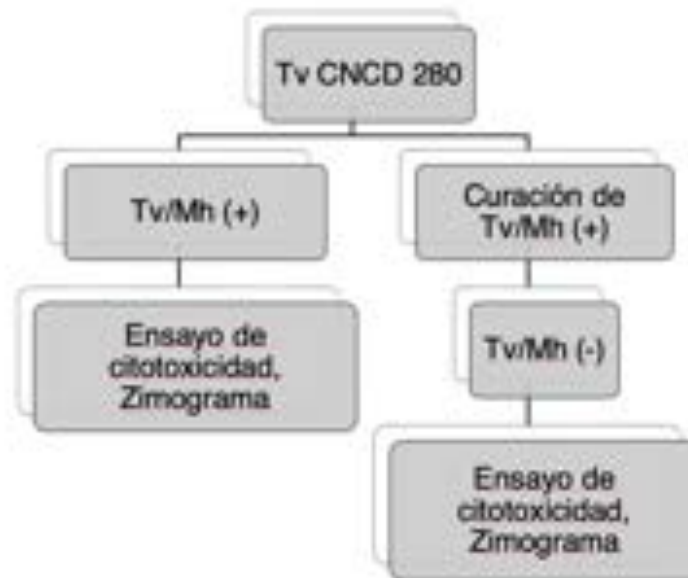 Tv CNCD 280
Tv/Mh (+)
Curación de
Tv/Mh (+)
Ensayo de
citotoxicidad,
Zimograma
Tv/Mh (-)
Ensayo de
citotoxicidad,
Zimograma